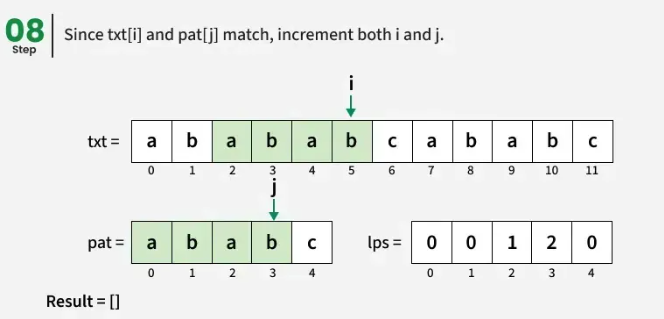 08
Step
Since txt[i] and pat[j] match, increment both i and j.
i
txt = a b a b a b c a b a b c
0 1 2 3 4 5 6 7 8 9 10 11
j
pat = a b a b c lps = 0 0 1 2 0
0 1 2 3 4 0 1 2 3 4
Result = []